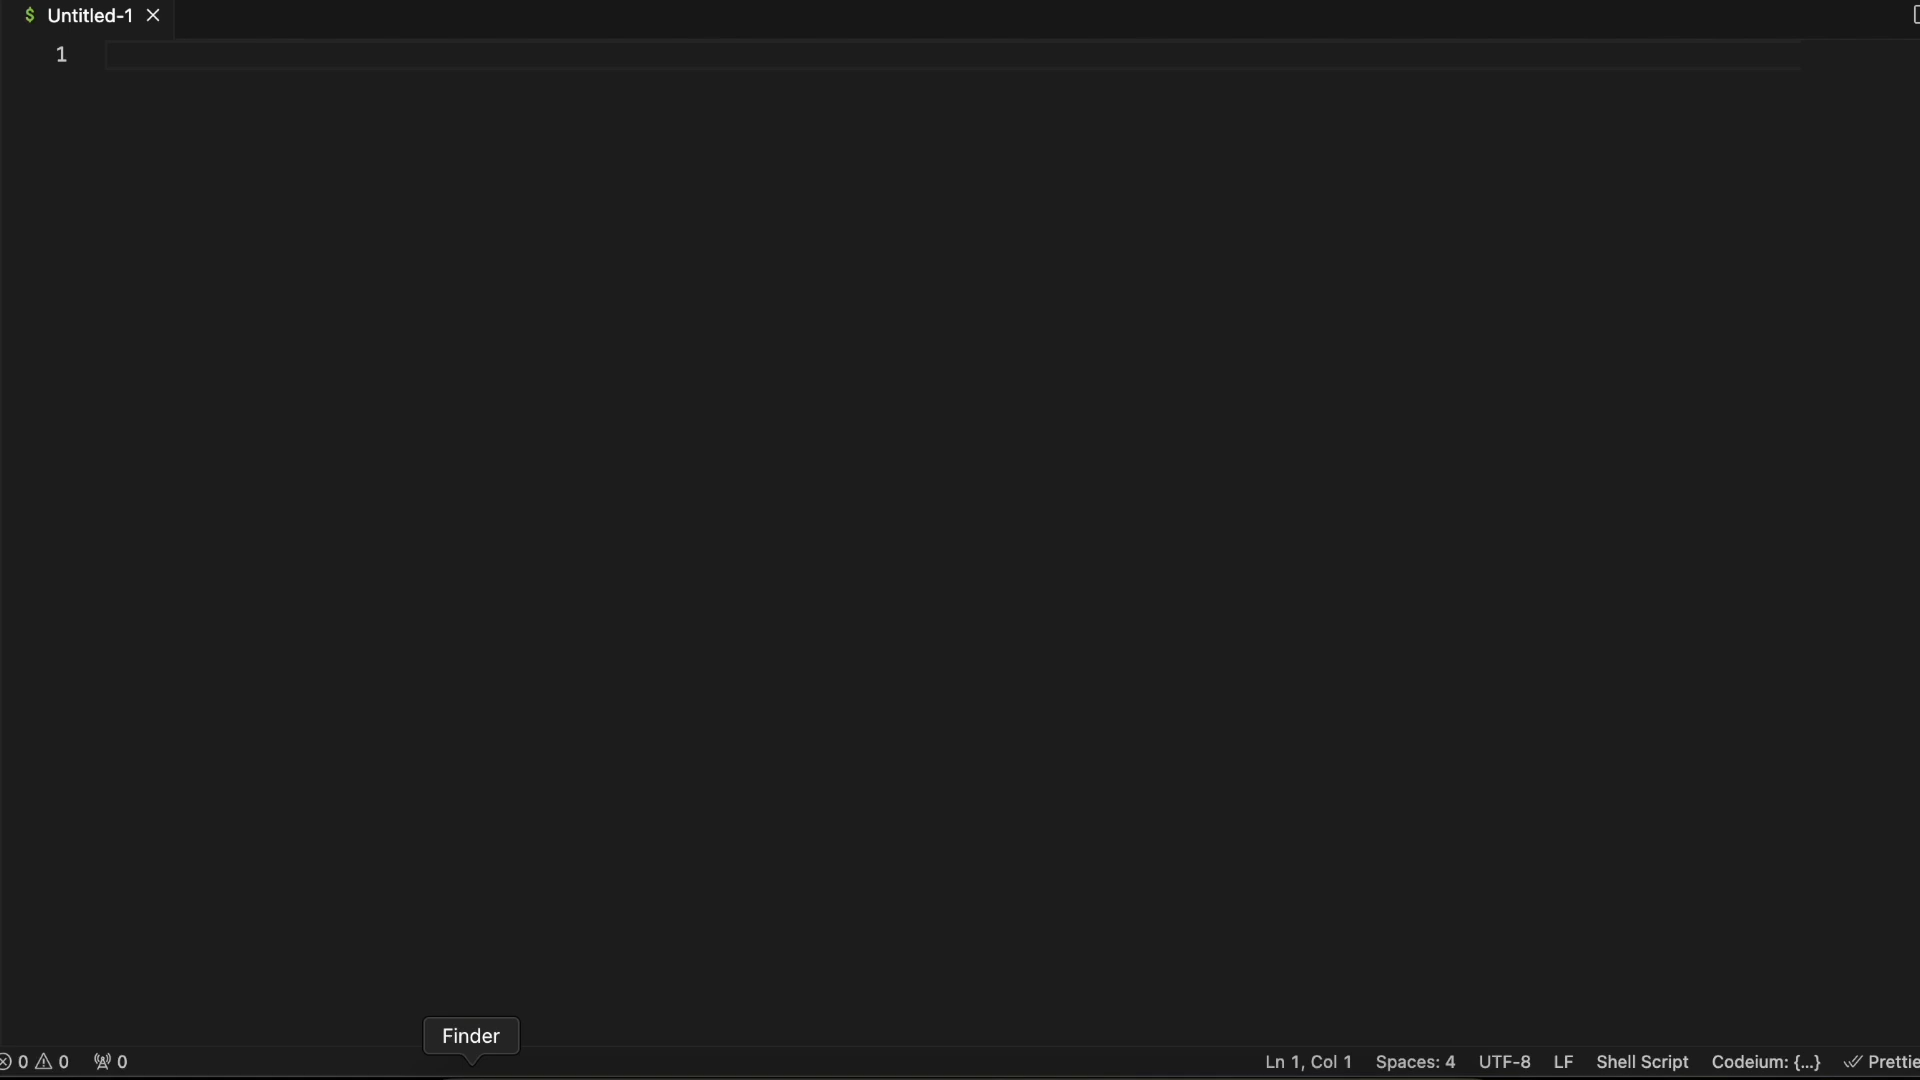 $ Untitled-1
1
Finder
0 0 0 Ln 1, Col 1 Spaces: 4 UTF-8 LF Shell Script Codeium: {...} Prettie